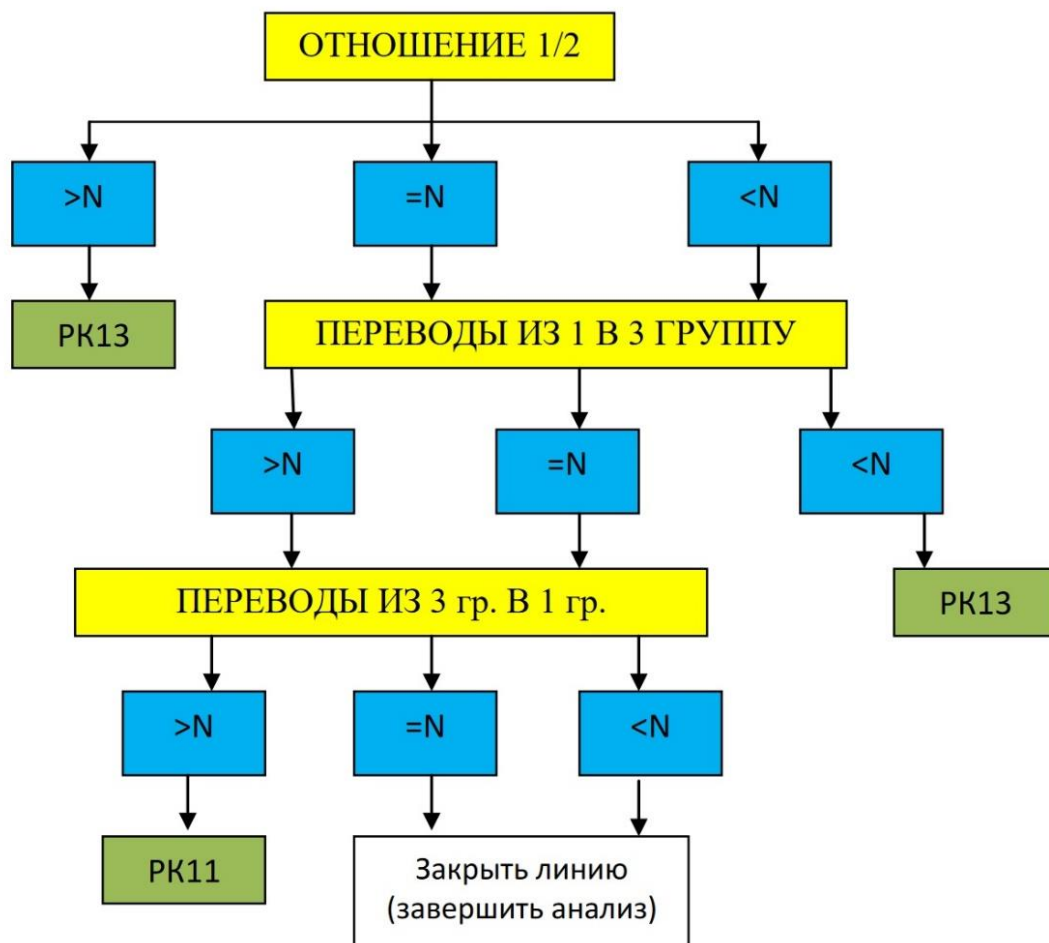 ОТНОШЕНИЕ 1/2
>N
=N
<N
РК13
ПЕРЕВОДЫ ИЗ 1 В 3 ГРУППУ
>N
=N
<N
ПЕРЕВОДЫ ИЗ 3 гр. В 1 гр.
РК13
>N
=N
<N
РК11
Закрыть линию
(завершить анализ)